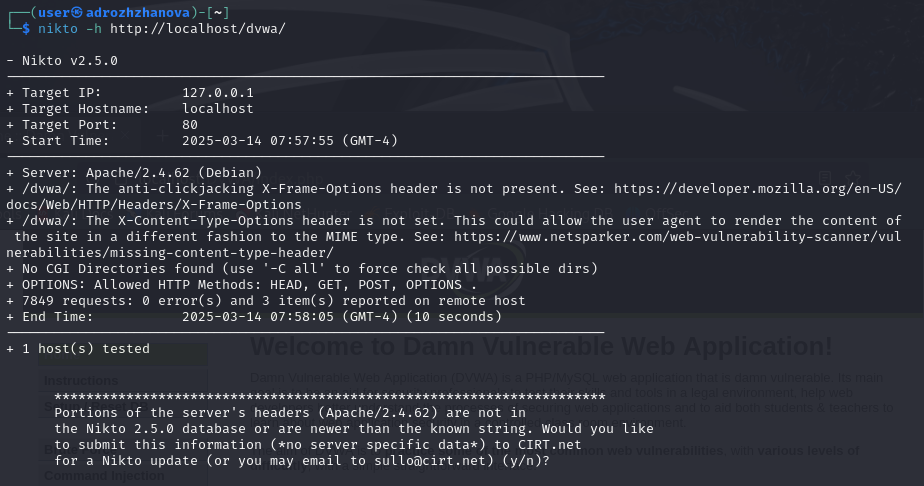 ┌──(user㉿adrozhzhanova)-[~]
└─$ nikto -h http://localhost/dvwa/
- Nikto v2.5.0
---------------------------------------------------------------------------
+ Target IP:          127.0.0.1
+ Target Hostname:    localhost
+ Target Port:        80
+ Start Time:         2025-03-14 07:57:55 (GMT-4)
---------------------------------------------------------------------------
+ Server: Apache/2.4.62 (Debian)
+ /dvwa/: The anti-clickjacking X-Frame-Options header is not present. See: https://developer.mozilla.org/en-US/
docs/Web/HTTP/Headers/X-Frame-Options
+ /dvwa/: The X-Content-Type-Options header is not set. This could allow the user agent to render the content of
 the site in a different fashion to the MIME type. See: https://www.netsparker.com/web-vulnerability-scanner/vul
nerabilities/missing-content-type-header/
+ No CGI Directories found (use '-C all' to force check all possible dirs)
+ OPTIONS: Allowed HTTP Methods: HEAD, GET, POST, OPTIONS .
+ 7849 requests: 0 error(s) and 3 item(s) reported on remote host
+ End Time:           2025-03-14 07:58:05 (GMT-4) (10 seconds)
---------------------------------------------------------------------------
+ 1 host(s) tested
Welcome to Damn Vulnerable Web Application!
Instructions
Damn Vulnerable Web Application (DVWA) is a PHP/MySQL web application that is damn vulnerable. Its main
*********************************************************************
Portions of the server's headers (Apache/2.4.62) are not in
the Nikto 2.5.0 database or are newer than the known string. Would you like
to submit this information (*no server specific data*) to CIRT.net
for a Nikto update (or you may email to sullo@cirt.net) (y/n)?
and tools in a legal environment, help web
securing web applications and to aid both students & teachers to
common web vulnerabilities, with various levels of
Command Injection